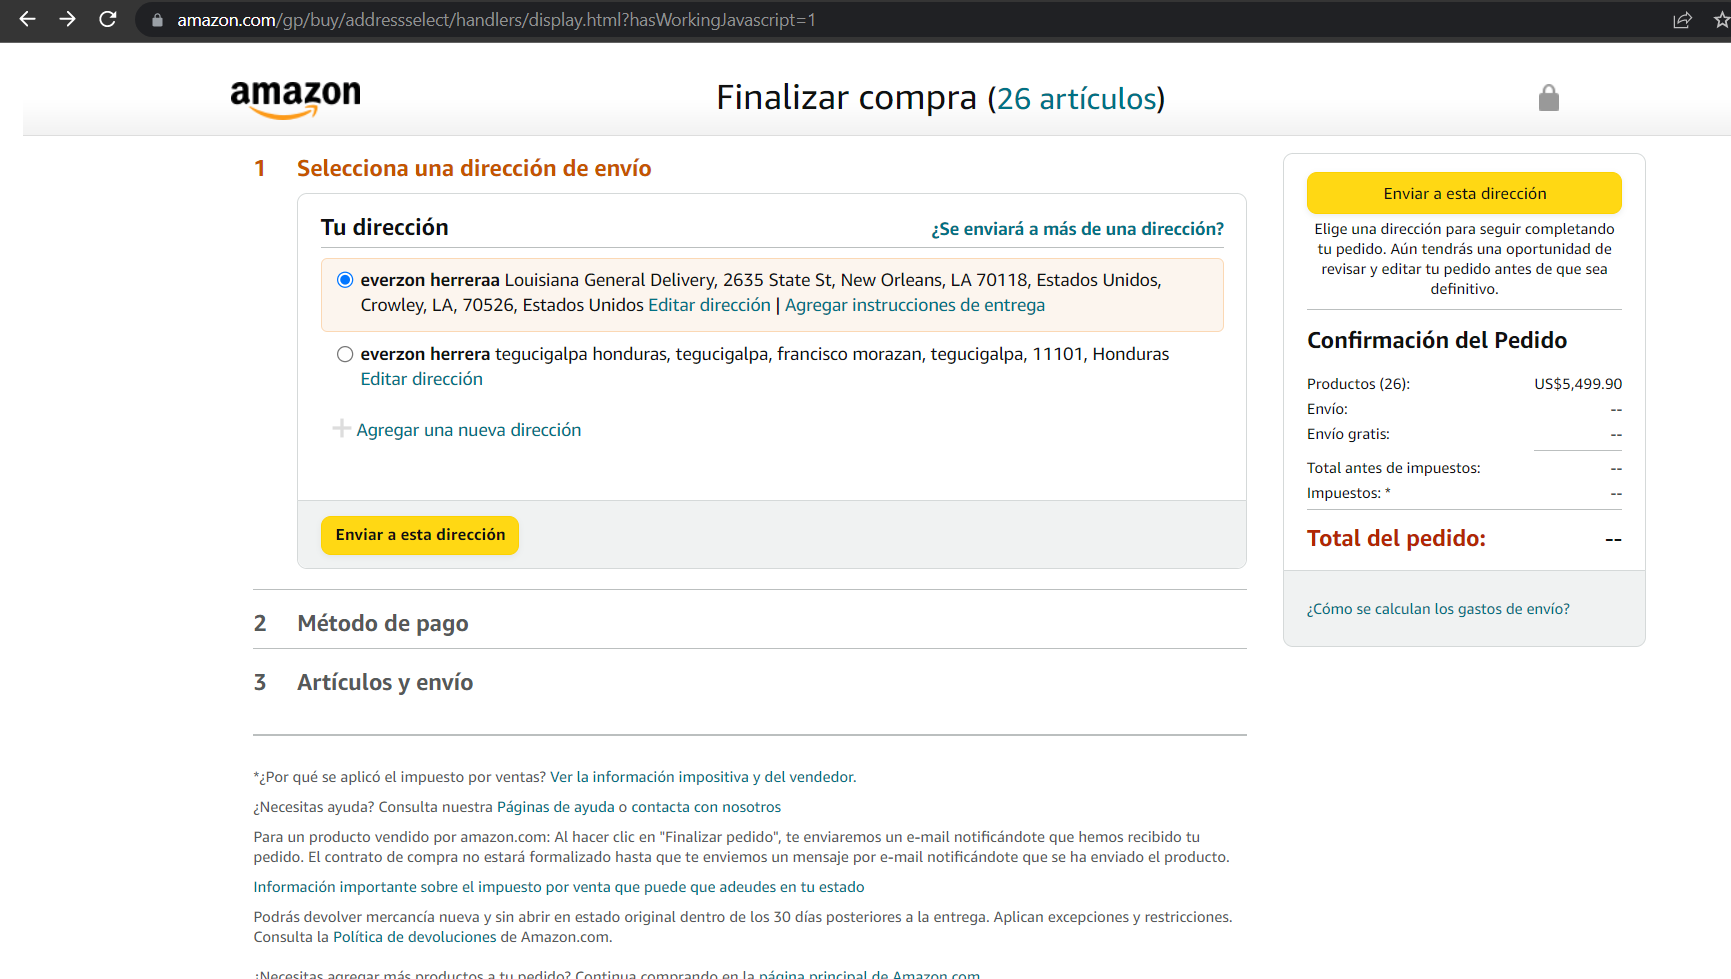 amazon.com/gp/buy/addressselect/handlers/display.html?hasWorkingJavascript=1
amazon
Finalizar compra (26 artículos)
1 Selecciona una dirección de envío
Tu dirección
¿Se enviará a más de una dirección?
everzon herreraa Louisiana General Delivery, 2635 State St, New Orleans, LA 70118, Estados Unidos,
Crowley, LA, 70526, Estados Unidos Editar dirección | Agregar instrucciones de entrega
everzon herrera tegucigalpa honduras, tegucigalpa, francisco morazan, tegucigalpa, 11101, Honduras
Editar dirección
Agregar una nueva dirección
Enviar a esta dirección
2 Método de pago
3 Artículos y envío
*¿Por qué se aplicó el impuesto por ventas? Ver la información impositiva y del vendedor.
¿Necesitas ayuda? Consulta nuestra Páginas de ayuda o contacta con nosotros
Para un producto vendido por amazon.com: Al hacer clic en "Finalizar pedido", te enviaremos un e-mail notificándote que hemos recibido tu
pedido. El contrato de compra no estará formalizado hasta que te enviemos un mensaje por e-mail notificándote que se ha enviado el producto.
Información importante sobre el impuesto por venta que puede que adeudes en tu estado
Podrás devolver mercancía nueva y sin abrir en estado original dentro de los 30 días posteriores a la entrega. Aplican excepciones y restricciones.
Consulta la Política de devoluciones de Amazon.com.
¿Necesitas agregar más productos a tu pedido? Continua comprando en la página principal de Amazon.com.
Enviar a esta dirección
Elige una dirección para seguir completando
tu pedido. Aún tendrás una oportunidad de
revisar y editar tu pedido antes de que sea
definitivo.
Confirmación del Pedido
Productos (26): US$5,499.90
Envío: --
Envío gratis: --
Total antes de impuestos: --
Impuestos: * --
Total del pedido: --
¿Cómo se calculan los gastos de envío?